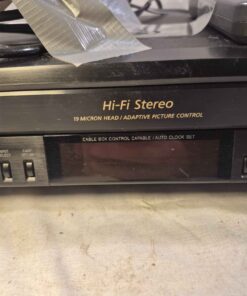 Hi-Fi Stereo
19 MICRON HEAD / ADAPTIVE PICTURE CONTROL
CABLE BOX CONTROL CAPABLE / AUTO CLOCK SET